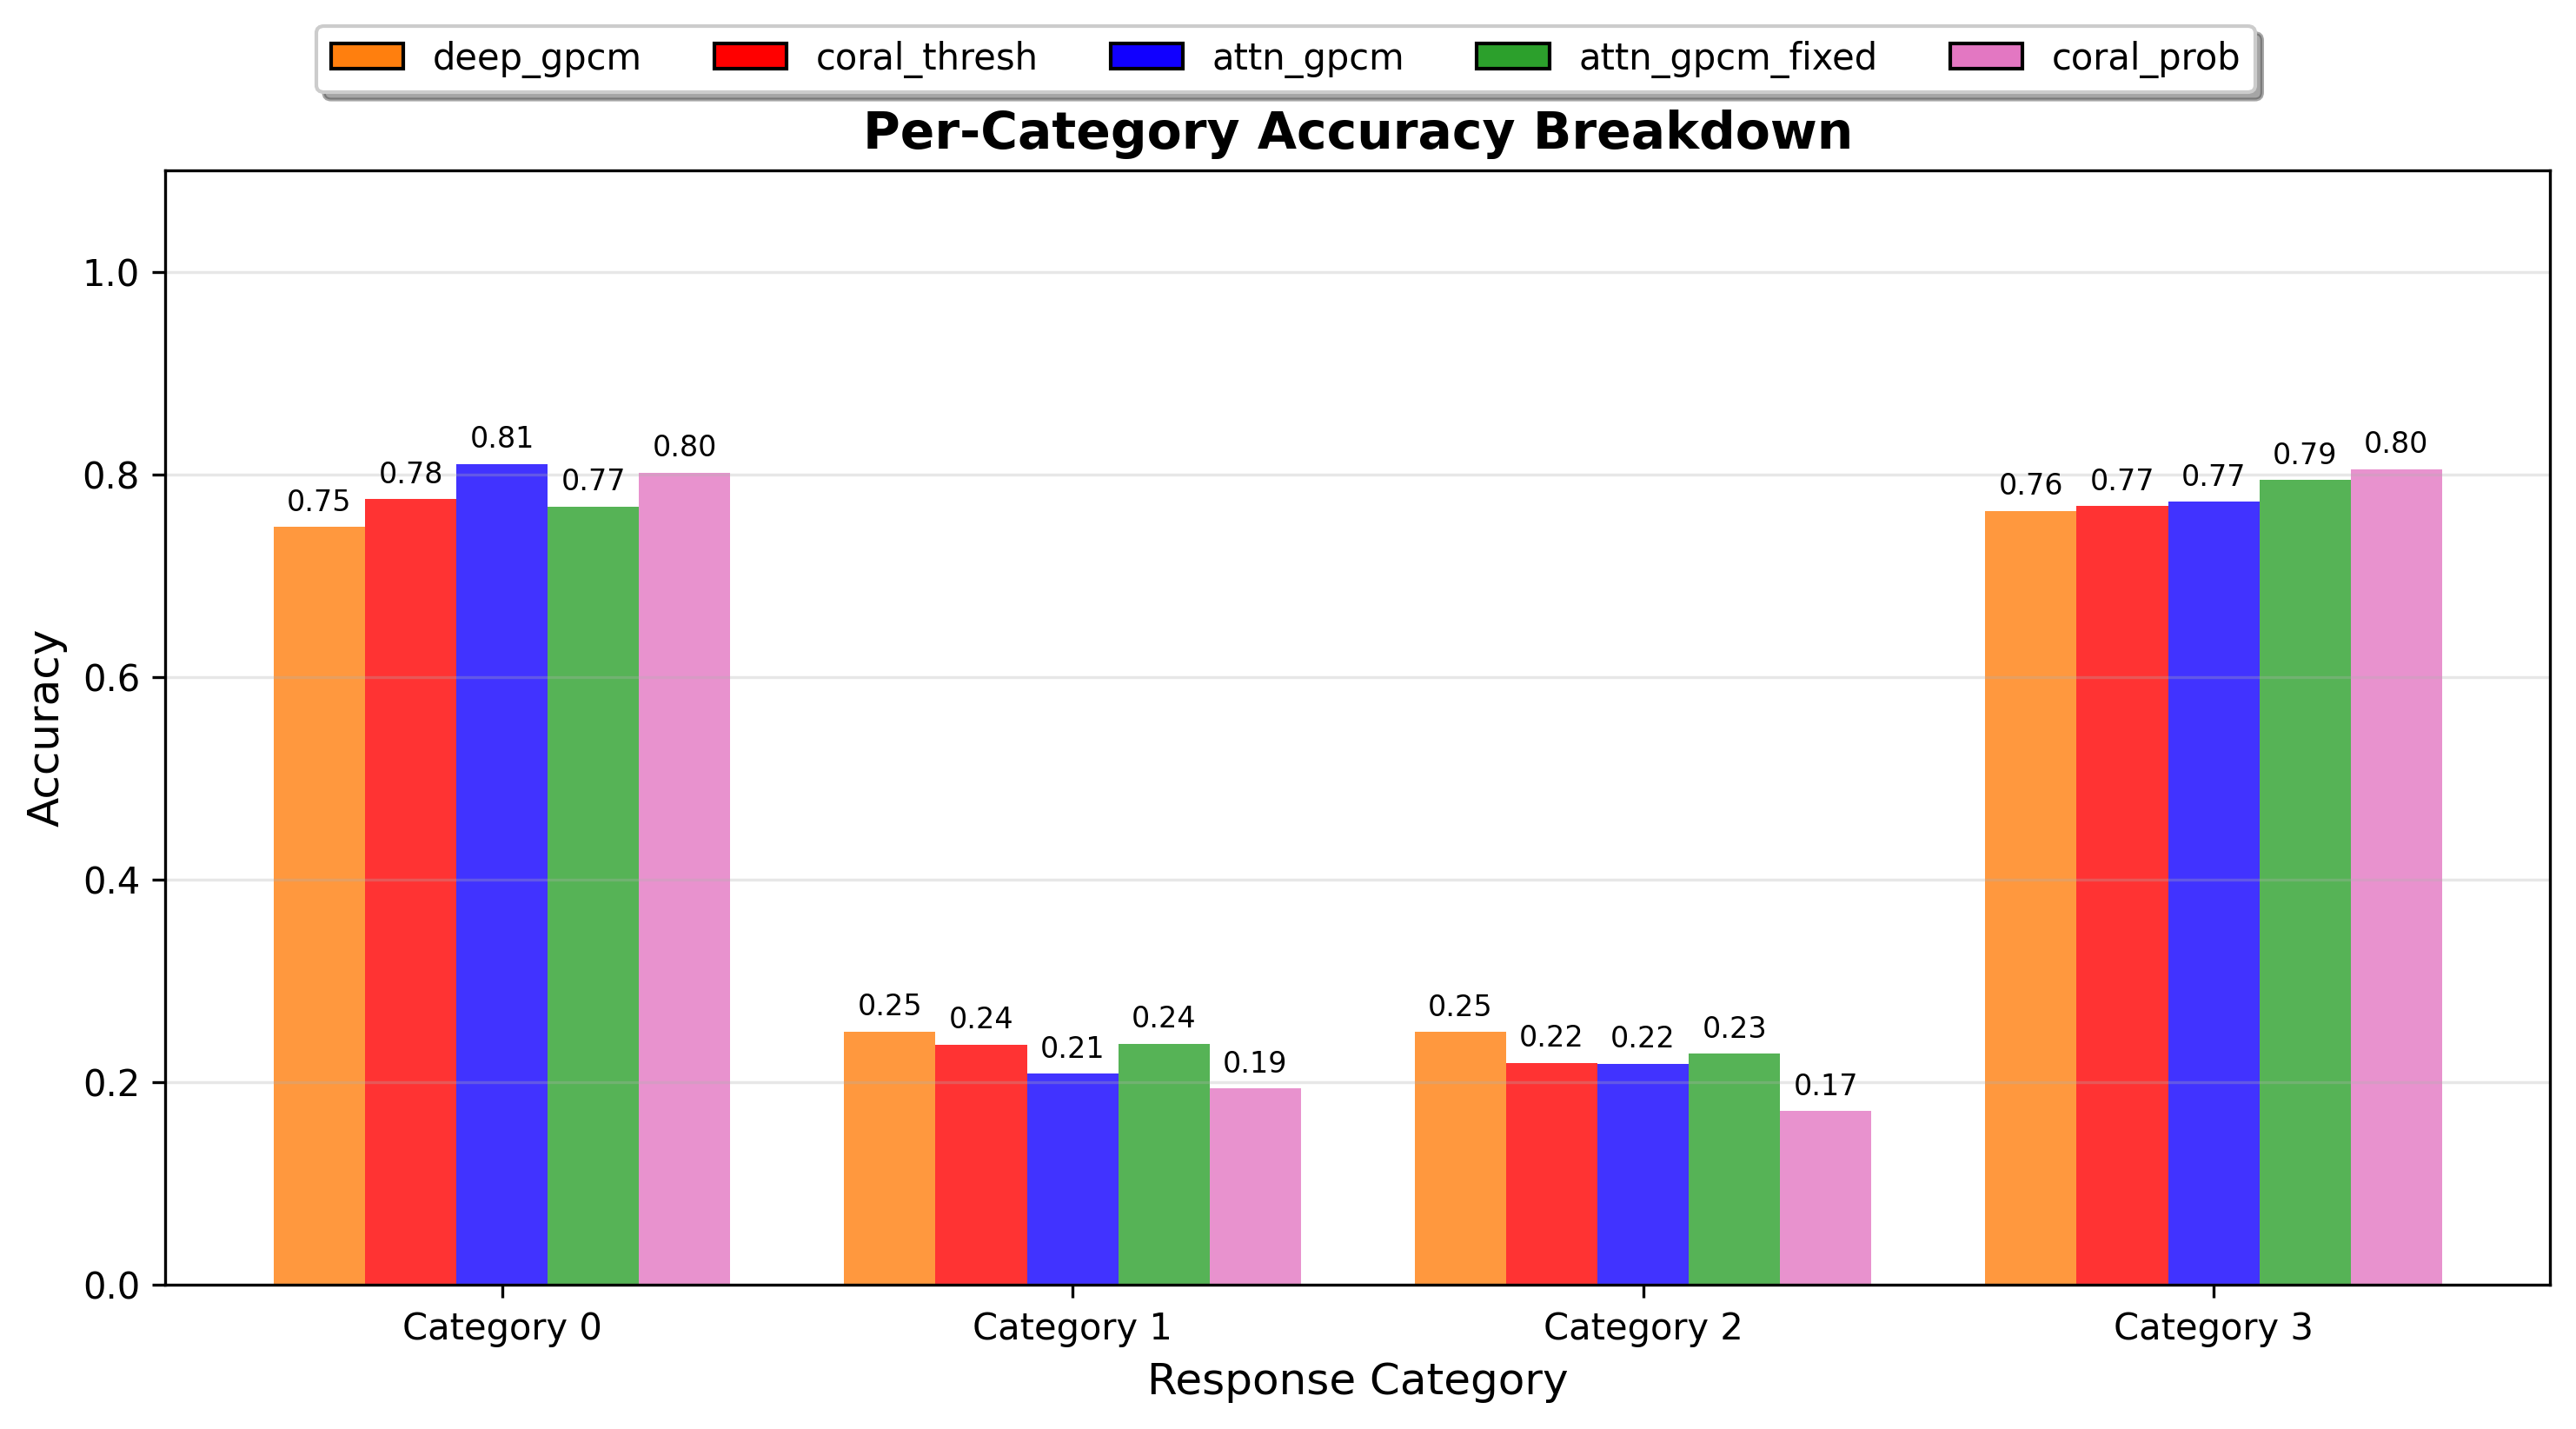 deep_gpcm coral_thresh attn_gpcm attn_gpcm_fixed coral_prob
Per-Category Accuracy Breakdown
Accuracy
1.0
0.8
0.6
0.4
0.2
0.0
0.75 0.78 0.81 0.77 0.80
0.25 0.24 0.21 0.24 0.19
0.25 0.22 0.22 0.23 0.17
0.76 0.77 0.77 0.79 0.80
Category 0 Category 1 Category 2 Category 3
Response Category